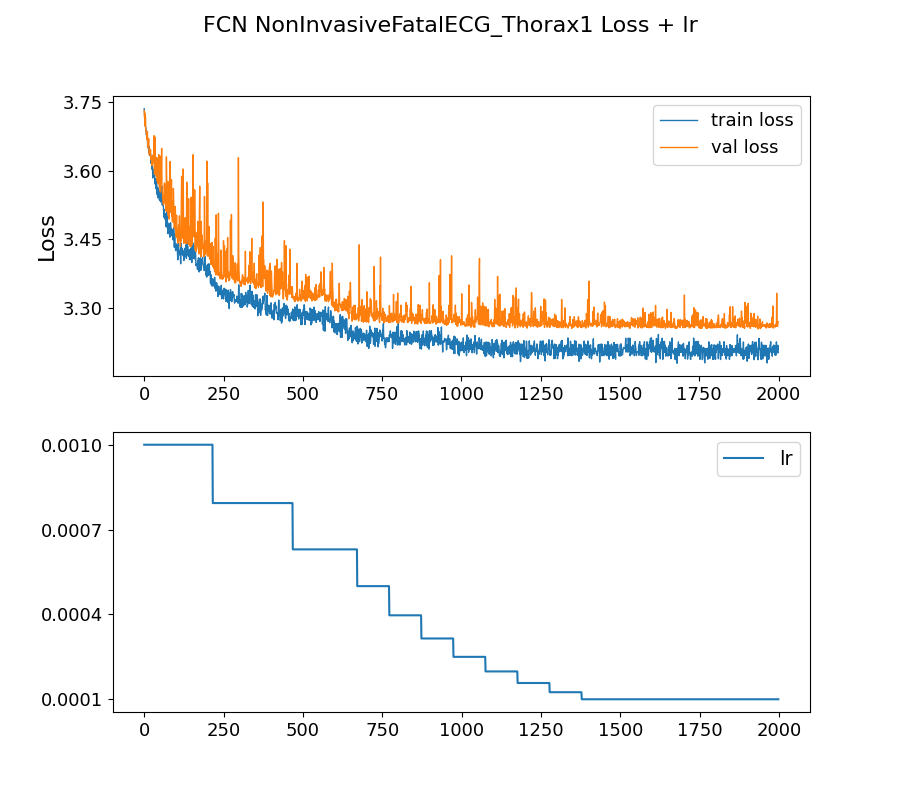 FCN NonInvasiveFatalECG_Thorax1 Loss + lr
3.75
3.60
3.45
3.30
Loss
train loss
val loss
0 250 500 750 1000 1250 1500 1750 2000
0.0010
0.0007
0.0004
0.0001
lr
0 250 500 750 1000 1250 1500 1750 2000